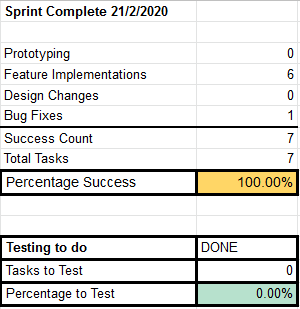 Sprint Complete 21/2/2020
Prototyping 0
Feature Implementations 6
Design Changes 0
Bug Fixes 1
Success Count 7
Total Tasks 7
Percentage Success 100.00%
Testing to do DONE
Tasks to Test 0
Percentage to Test 0.00%